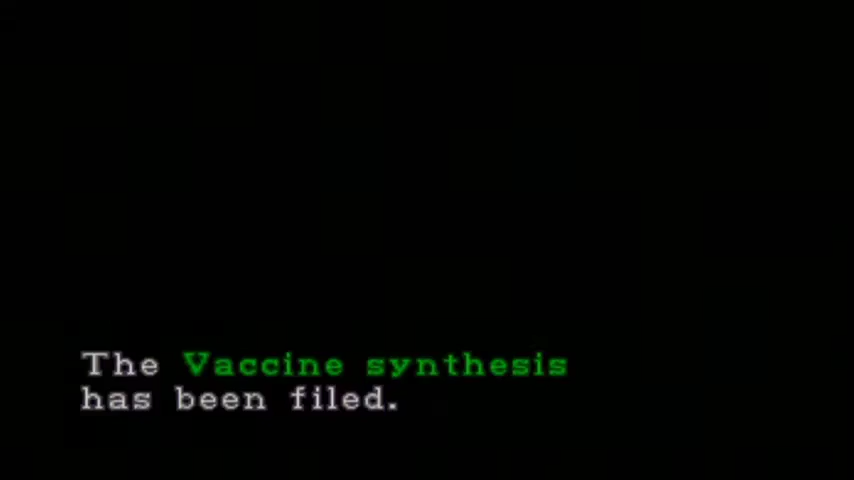 The Vaccine synthesis
has been filed.